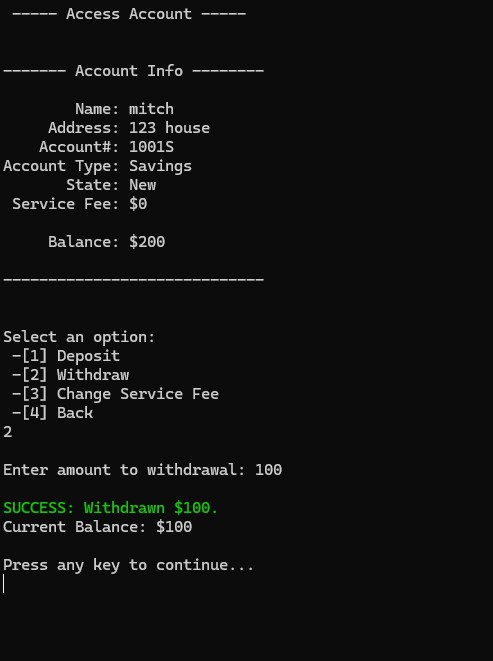 ----- Access Account -----
------- Account Info --------
Name: mitch
Address: 123 house
Account#: 1001S
Account Type: Savings
State: New
Service Fee: $0
Balance: $200
-----------------------------
Select an option:
-[1] Deposit
-[2] Withdraw
-[3] Change Service Fee
-[4] Back
2
Enter amount to withdrawal: 100
SUCCESS: Withdrawn $100.
Current Balance: $100
Press any key to continue...